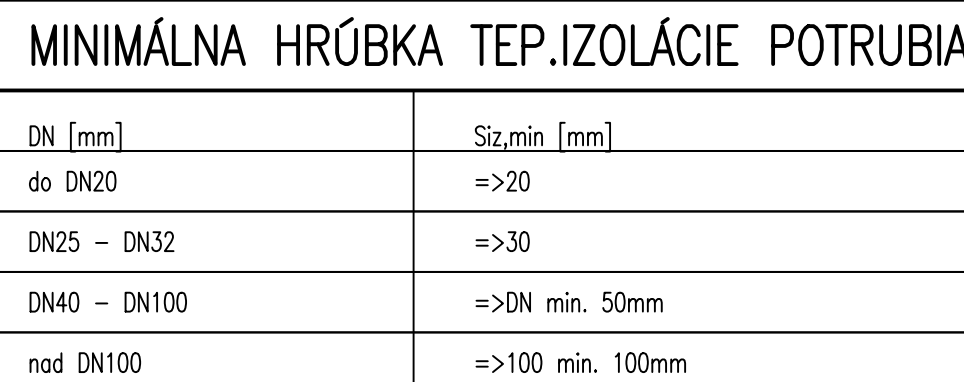 MINIMÁLNA HRÚBKA TEP.IZOLÁCIE POTRUBIA
DN [mm] Siz,min [mm]
do DN20 =>20
DN25 - DN32 =>30
DN40 - DN100 =>DN min. 50mm
nad DN100 =>100 min. 100mm